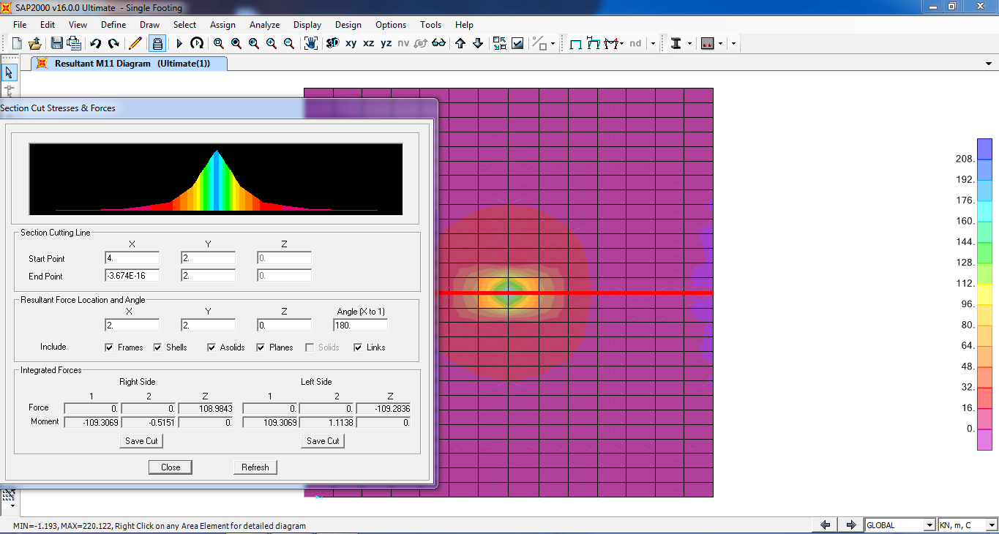 SAP2000 v16.0.0 Ultimate - Single Footing
File Edit View Define Draw Select Assign Analyze Display Design Options Tools Help
3D xy xz yz nv nd
Resultant M11 Diagram (Ultimate(1))
Section Cut Stresses & Forces
Section Cutting Line
X Y Z
Start Point 4. 2. 0.
End Point -3.674E-16 2. 0.
Resultant Force Location and Angle
X Y Z Angle (X to 1)
2. 2. 0. 180.
Include Frames Shells Asolids Planes Solids Links
Integrated Forces
Right Side Left Side
1 2 Z 1 2 Z
Force 0. 0. 108.9843 0. 0. -109.2836
Moment -109.3069 -0.5151 0. 109.3069 1.1138 0.
Save Cut Save Cut
Close Refresh
208.
192.
176.
160.
144.
128.
112.
96.
80.
64.
48.
32.
16.
0.
MIN=-1.193, MAX=220.122, Right Click on any Area Element for detailed diagram
GLOBAL KN, m, C